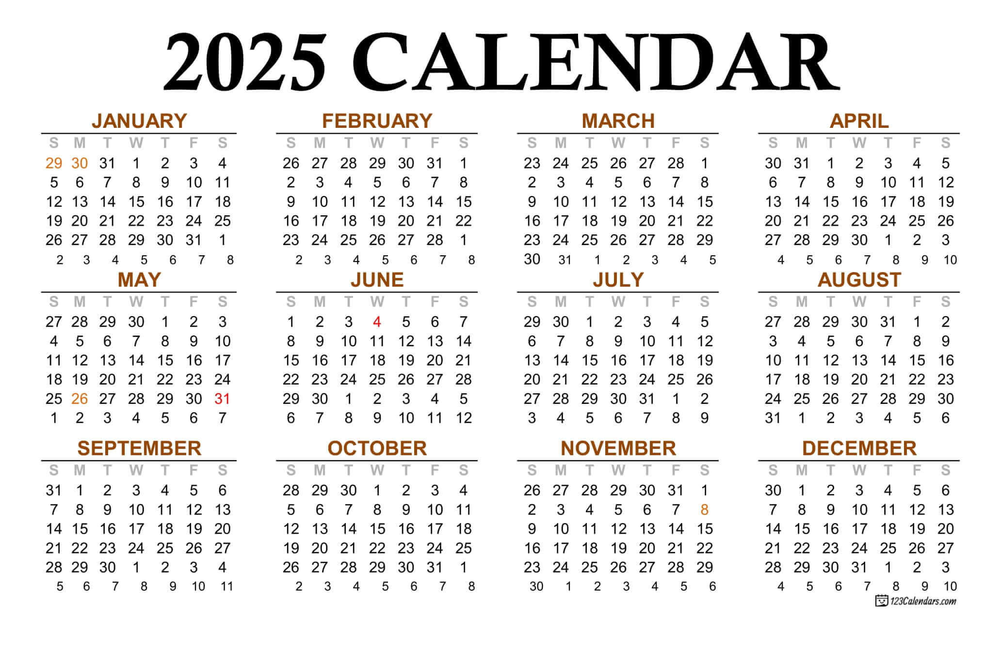 2025 CALENDAR
JANUARY FEBRUARY MARCH APRIL
S M T W T F S S M T W T F S S M T W T F S S M T W T F S
29 30 31 1 2 3 4 26 27 28 29 30 31 1 23 24 25 26 27 28 1 30 31 1 2 3 4 5
5 6 7 8 9 10 11 2 3 4 5 6 7 8 2 3 4 5 6 7 8 6 7 8 9 10 11 12
12 13 14 15 16 17 18 9 10 11 12 13 14 15 9 10 11 12 13 14 15 13 14 15 16 17 18 19
19 20 21 22 23 24 25 16 17 18 19 20 21 22 16 17 18 19 20 21 22 20 21 22 23 24 25 26
26 27 28 29 30 31 1 23 24 25 26 27 28 1 23 24 25 26 27 28 29 27 28 29 30 1 2 3
2 3 4 5 6 7 8 2 3 4 5 6 7 8 30 31 1 2 3 4 5 4 5 6 7 8 9 10
MAY JUNE JULY AUGUST
S M T W T F S S M T W T F S S M T W T F S S M T W T F S
27 28 29 30 1 2 3 1 2 3 4 5 6 7 29 30 1 2 3 4 5 27 28 29 30 31 1 2
4 5 6 7 8 9 10 8 9 10 11 12 13 14 6 7 8 9 10 11 12 3 4 5 6 7 8 9
11 12 13 14 15 16 17 15 16 17 18 19 20 21 13 14 15 16 17 18 19 10 11 12 13 14 15 16
18 19 20 21 22 23 24 22 23 24 25 26 27 28 20 21 22 23 24 25 26 17 18 19 20 21 22 23
25 26 27 28 29 30 31 29 30 1 2 3 4 5 27 28 29 30 31 1 2 24 25 26 27 28 29 30
1 2 3 4 5 6 7 6 7 8 9 10 11 12 3 4 5 6 7 8 9 31 1 2 3 4 5 6
SEPTEMBER OCTOBER NOVEMBER DECEMBER
S M T W T F S S M T W T F S S M T W T F S S M T W T F S
31 1 2 3 4 5 6 28 29 30 1 2 3 4 26 27 28 29 30 31 1 30 1 2 3 4 5 6
7 8 9 10 11 12 13 5 6 7 8 9 10 11 2 3 4 5 6 7 8 7 8 9 10 11 12 13
14 15 16 17 18 19 20 12 13 14 15 16 17 18 9 10 11 12 13 14 15 14 15 16 17 18 19 20
21 22 23 24 25 26 27 19 20 21 22 23 24 25 16 17 18 19 20 21 22 21 22 23 24 25 26 27
28 29 30 1 2 3 4 26 27 28 29 30 31 1 23 24 25 26 27 28 29 28 29 30 31 1 2 3
5 6 7 8 9 10 11 2 3 4 5 6 7 8 30 1 2 3 4 5 6 4 5 6 7 8 9 10
123Calendars.com